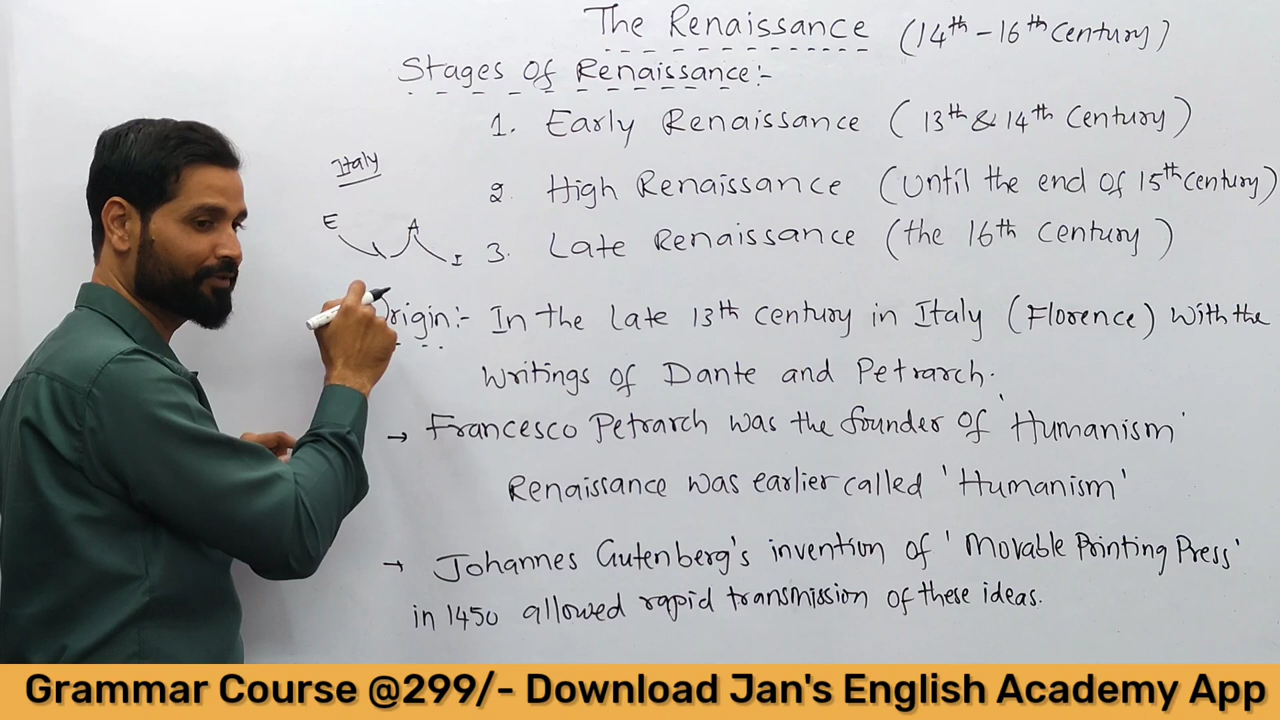 The Renaissance (14th - 16th Century)
Stages Of Renaissance:-
1. Early Renaissance (13th & 14th Century)
Italy
2. High Renaissance (Until the end of 15th century)
E A I
3. Late Renaissance (the 16th Century)
Origin:- In the late 13th century in Italy (Florence) with the
writings of Dante and Petrarch.
→ Francesco Petrarch was the founder of 'Humanism'
Renaissance was earlier called 'Humanism'
→ Johannes Gutenberg's invention of 'Movable Printing Press'
in 1450 allowed rapid transmission of these ideas.
Grammar Course @299/- Download Jan's English Academy App